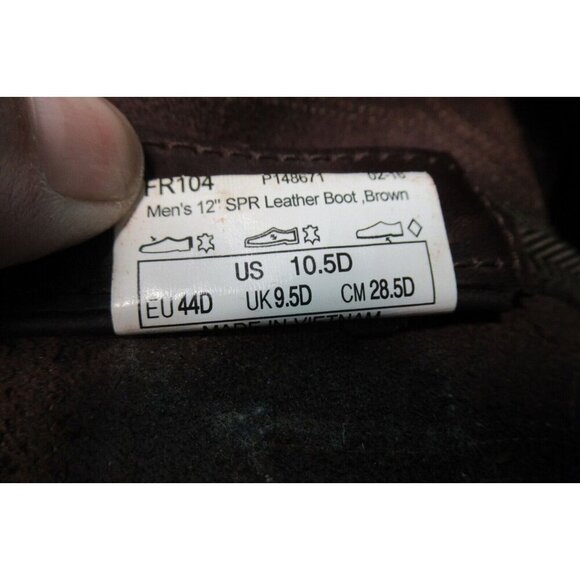 FR104 P148671 02-16
Men's 12" SPR Leather Boot ,Brown
US 10.5D
EU 44D UK 9.5D CM 28.5D
MADE IN VIETNAM